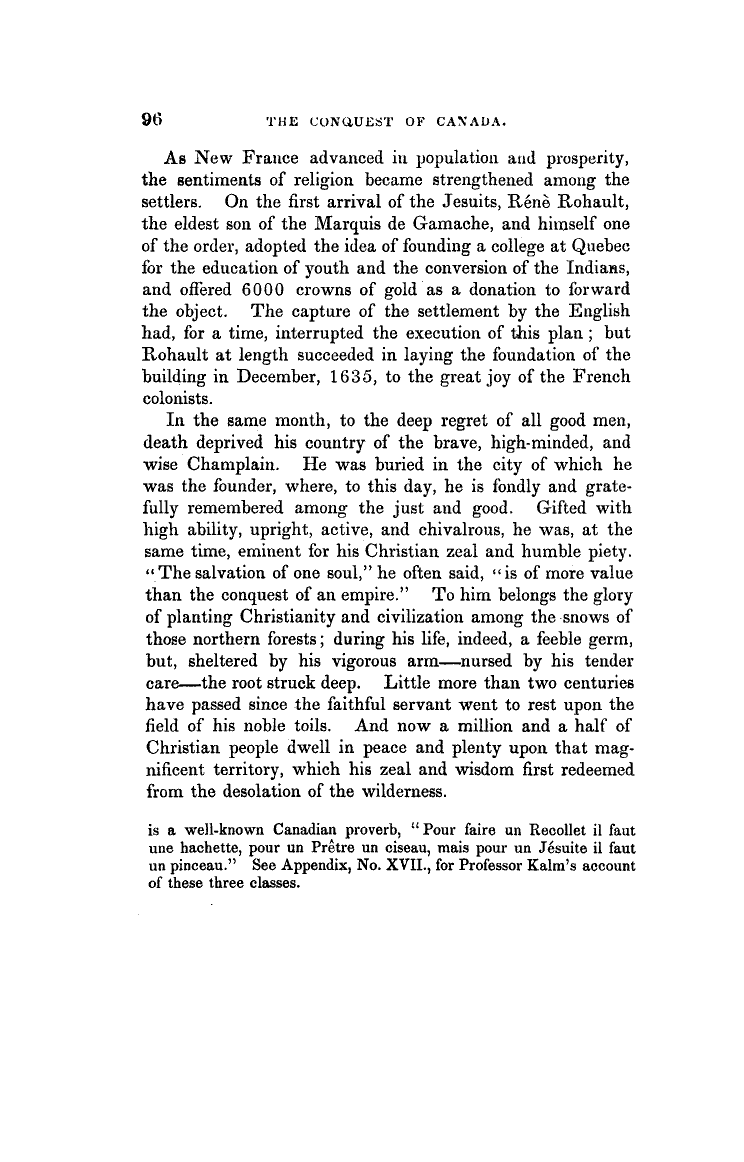 96 THE CONQUEST OF CANADA.
As New France advanced in population and prosperity,
the sentiments of religion became strengthened among the
settlers. On the first arrival of the Jesuits, Rénè Rohault,
the eldest son of the Marquis de Gamache, and himself one
of the order, adopted the idea of founding a college at Quebec
for the education of youth and the conversion of the Indians,
and offered 6000 crowns of gold as a donation to forward
the object. The capture of the settlement by the English
had, for a time, interrupted the execution of this plan; but
Rohault at length succeeded in laying the foundation of the
building in December, 1635, to the great joy of the French
colonists.
In the same month, to the deep regret of all good men,
death deprived his country of the brave, high-minded, and
wise Champlain. He was buried in the city of which he
was the founder, where, to this day, he is fondly and grate-
fully remembered among the just and good. Gifted with
high ability, upright, active, and chivalrous, he was, at the
same time, eminent for his Christian zeal and humble piety.
“The salvation of one soul,” he often said, “is of more value
than the conquest of an empire.” To him belongs the glory
of planting Christianity and civilization among the snows of
those northern forests; during his life, indeed, a feeble germ,
but, sheltered by his vigorous arm—nursed by his tender
care—the root struck deep. Little more than two centuries
have passed since the faithful servant went to rest upon the
field of his noble toils. And now a million and a half of
Christian people dwell in peace and plenty upon that mag-
nificent territory, which his zeal and wisdom first redeemed
from the desolation of the wilderness.
is a well-known Canadian proverb, “Pour faire un Recollet il faut
une hachette, pour un Prêtre un ciseau, mais pour un Jésuite il faut
un pinceau.” See Appendix, No. XVII., for Professor Kalm's account
of these three classes.